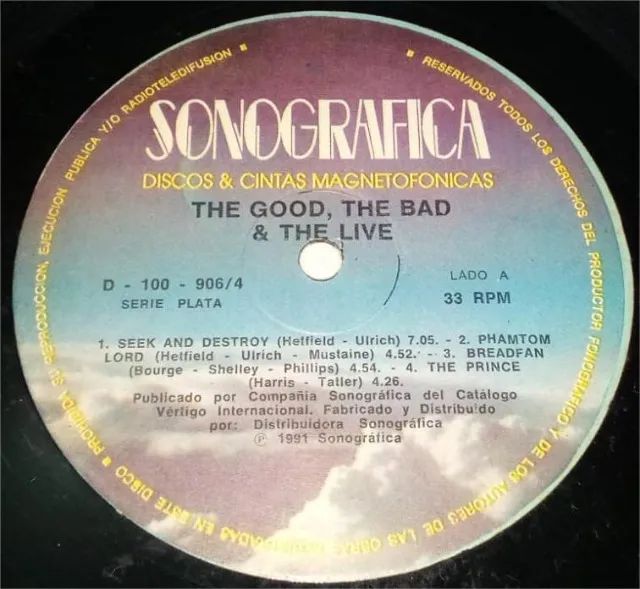 SONOGRAFICA
DISCOS & CINTAS MAGNETOFONICAS
THE GOOD, THE BAD
& THE LIVE
D - 100 - 906/4
SERIE PLATA
LADO A
33 RPM
1. SEEK AND DESTROY (Hetfield - Ulrich) 7.05. - 2. PHAMTOM
LORD (Hetfield - Ulrich - Mustaine) 4.52. - 3. BREADFAN
(Bourge - Shelley - Phillips) 4.54. - 4. THE PRINCE
(Harris - Taller) 4.26.
Publicado por Compañia Sonográfica del Catálogo
Vértigo Internacional. Fabricado y Distribuido
por: Distribuidora Sonográfica
℗ 1991 Sonográfica
■ RESERVADOS TODOS LOS DERECHOS DEL PRODUCTOR FONOGRAFICO Y DE LOS AUTORES DE LAS OBRAS EN ESTE DISCO ■ PROHIBIDA SU REPRODUCCION, EJECUCION PUBLICA Y/O RADIOTELEDIFUSION ■